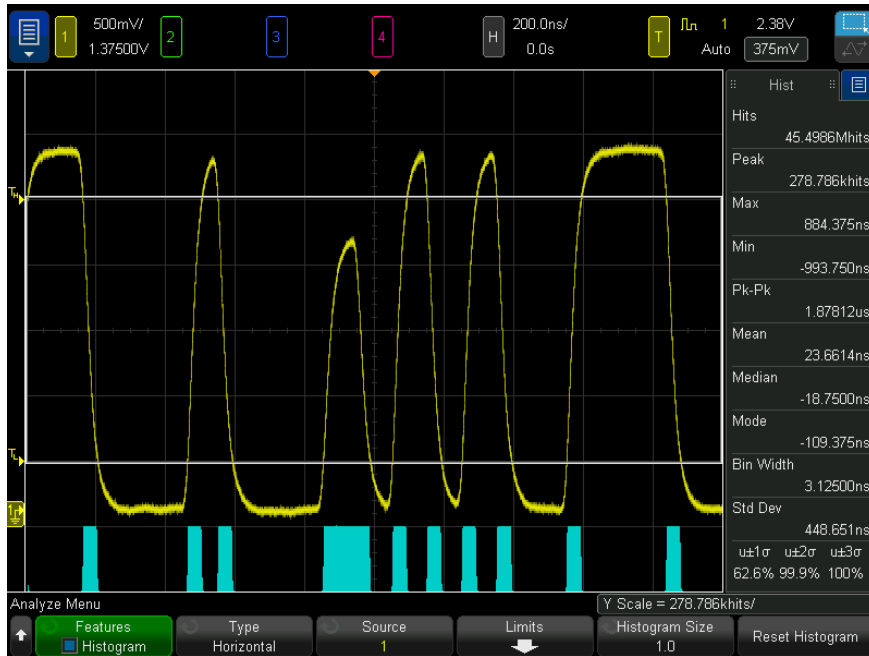 1 500mV/ 2 3 4 H 200.0ns/ T 1 2.38V
1.37500V 0.0s Auto 375mV
Hist
Hits
45.4986Mhits
Peak
278.786khits
Max
884.375ns
Min
-993.750ns
Pk-Pk
1.87812us
Mean
23.6614ns
Median
-18.7500ns
Mode
-109.375ns
Bin Width
3.12500ns
Std Dev
448.651ns
u±1σ u±2σ u±3σ
62.6% 99.9% 100%
TH
TL
1
Analyze Menu Y Scale = 278.786khits/
Features Type Source Limits Histogram Size Reset Histogram
Histogram Horizontal 1 1.0